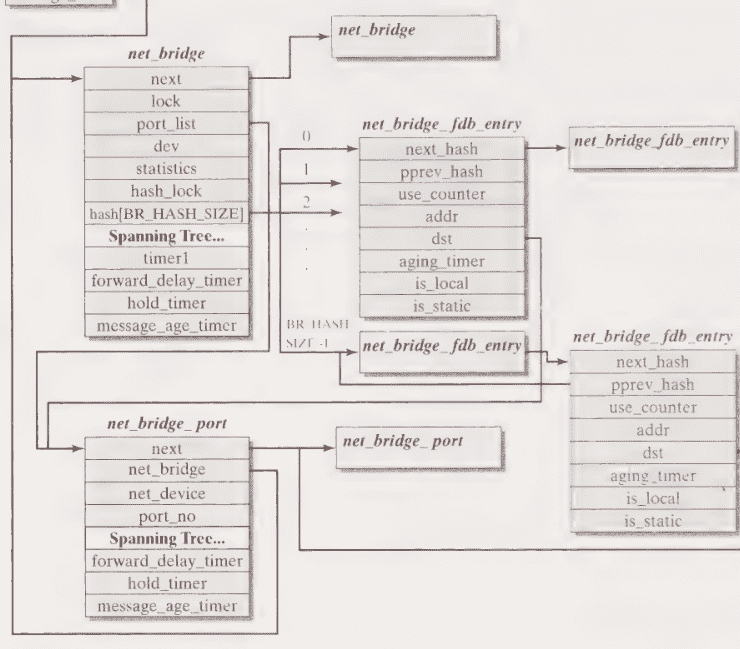 net_bridge
net_bridge
next
lock
port_list
dev
statistics
hash_lock
hash[BR_HASH_SIZE]
Spanning Tree...
timer1
forward_delay_timer
hold_timer
message_age_timer
0
1
2
.
.
.
BR_HASH
SIZE -1
net_bridge_fdb_entry
next_hash
pprev_hash
use_counter
addr
dst
aging_timer
is_local
is_static
net_bridge_fdb_entry
net_bridge_fdb_entry
net_bridge_fdb_entry
next_hash
pprev_hash
use_counter
addr
dst
aging_timer
is_local
is_static
net_bridge_port
next
net_bridge
net_device
port_no
Spanning Tree...
forward_delay_timer
hold_timer
message_age_timer
net_bridge_port